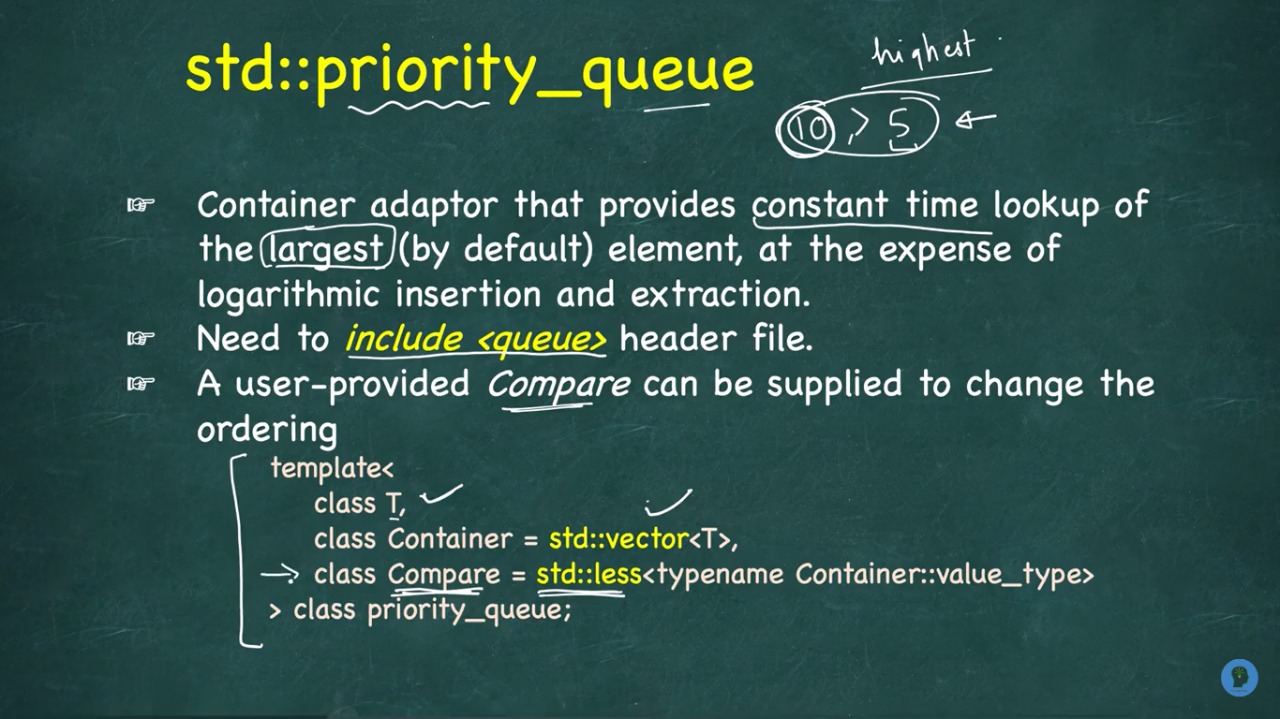 std::priority_queue
highest
10 > 5
☞ Container adaptor that provides constant time lookup of
the largest (by default) element, at the expense of
logarithmic insertion and extraction.
☞ Need to include <queue> header file.
☞ A user-provided Compare can be supplied to change the
ordering
template<
class T,
class Container = std::vector<T>,
class Compare = std::less<typename Container::value_type>
> class priority_queue;